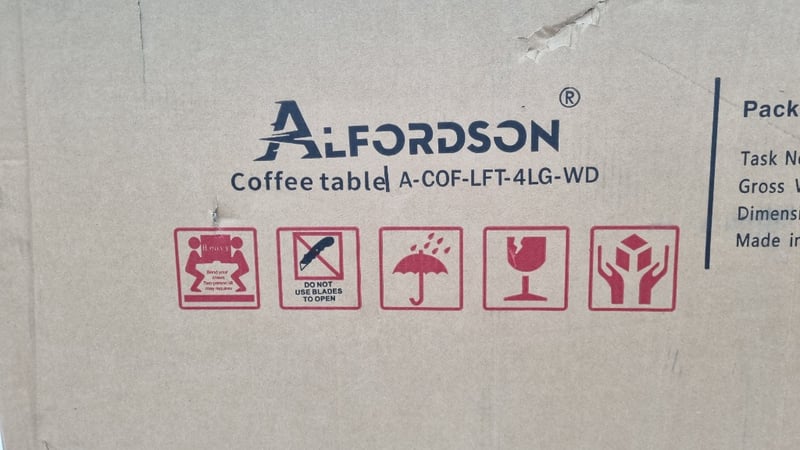 ALFORDSON®
Coffee table| A-COF-LFT-4LG-WD
Heavy
Bend your
knees
Two person lift
may required
DO NOT
USE BLADES
TO OPEN
Pack
Task
Gross
Made in